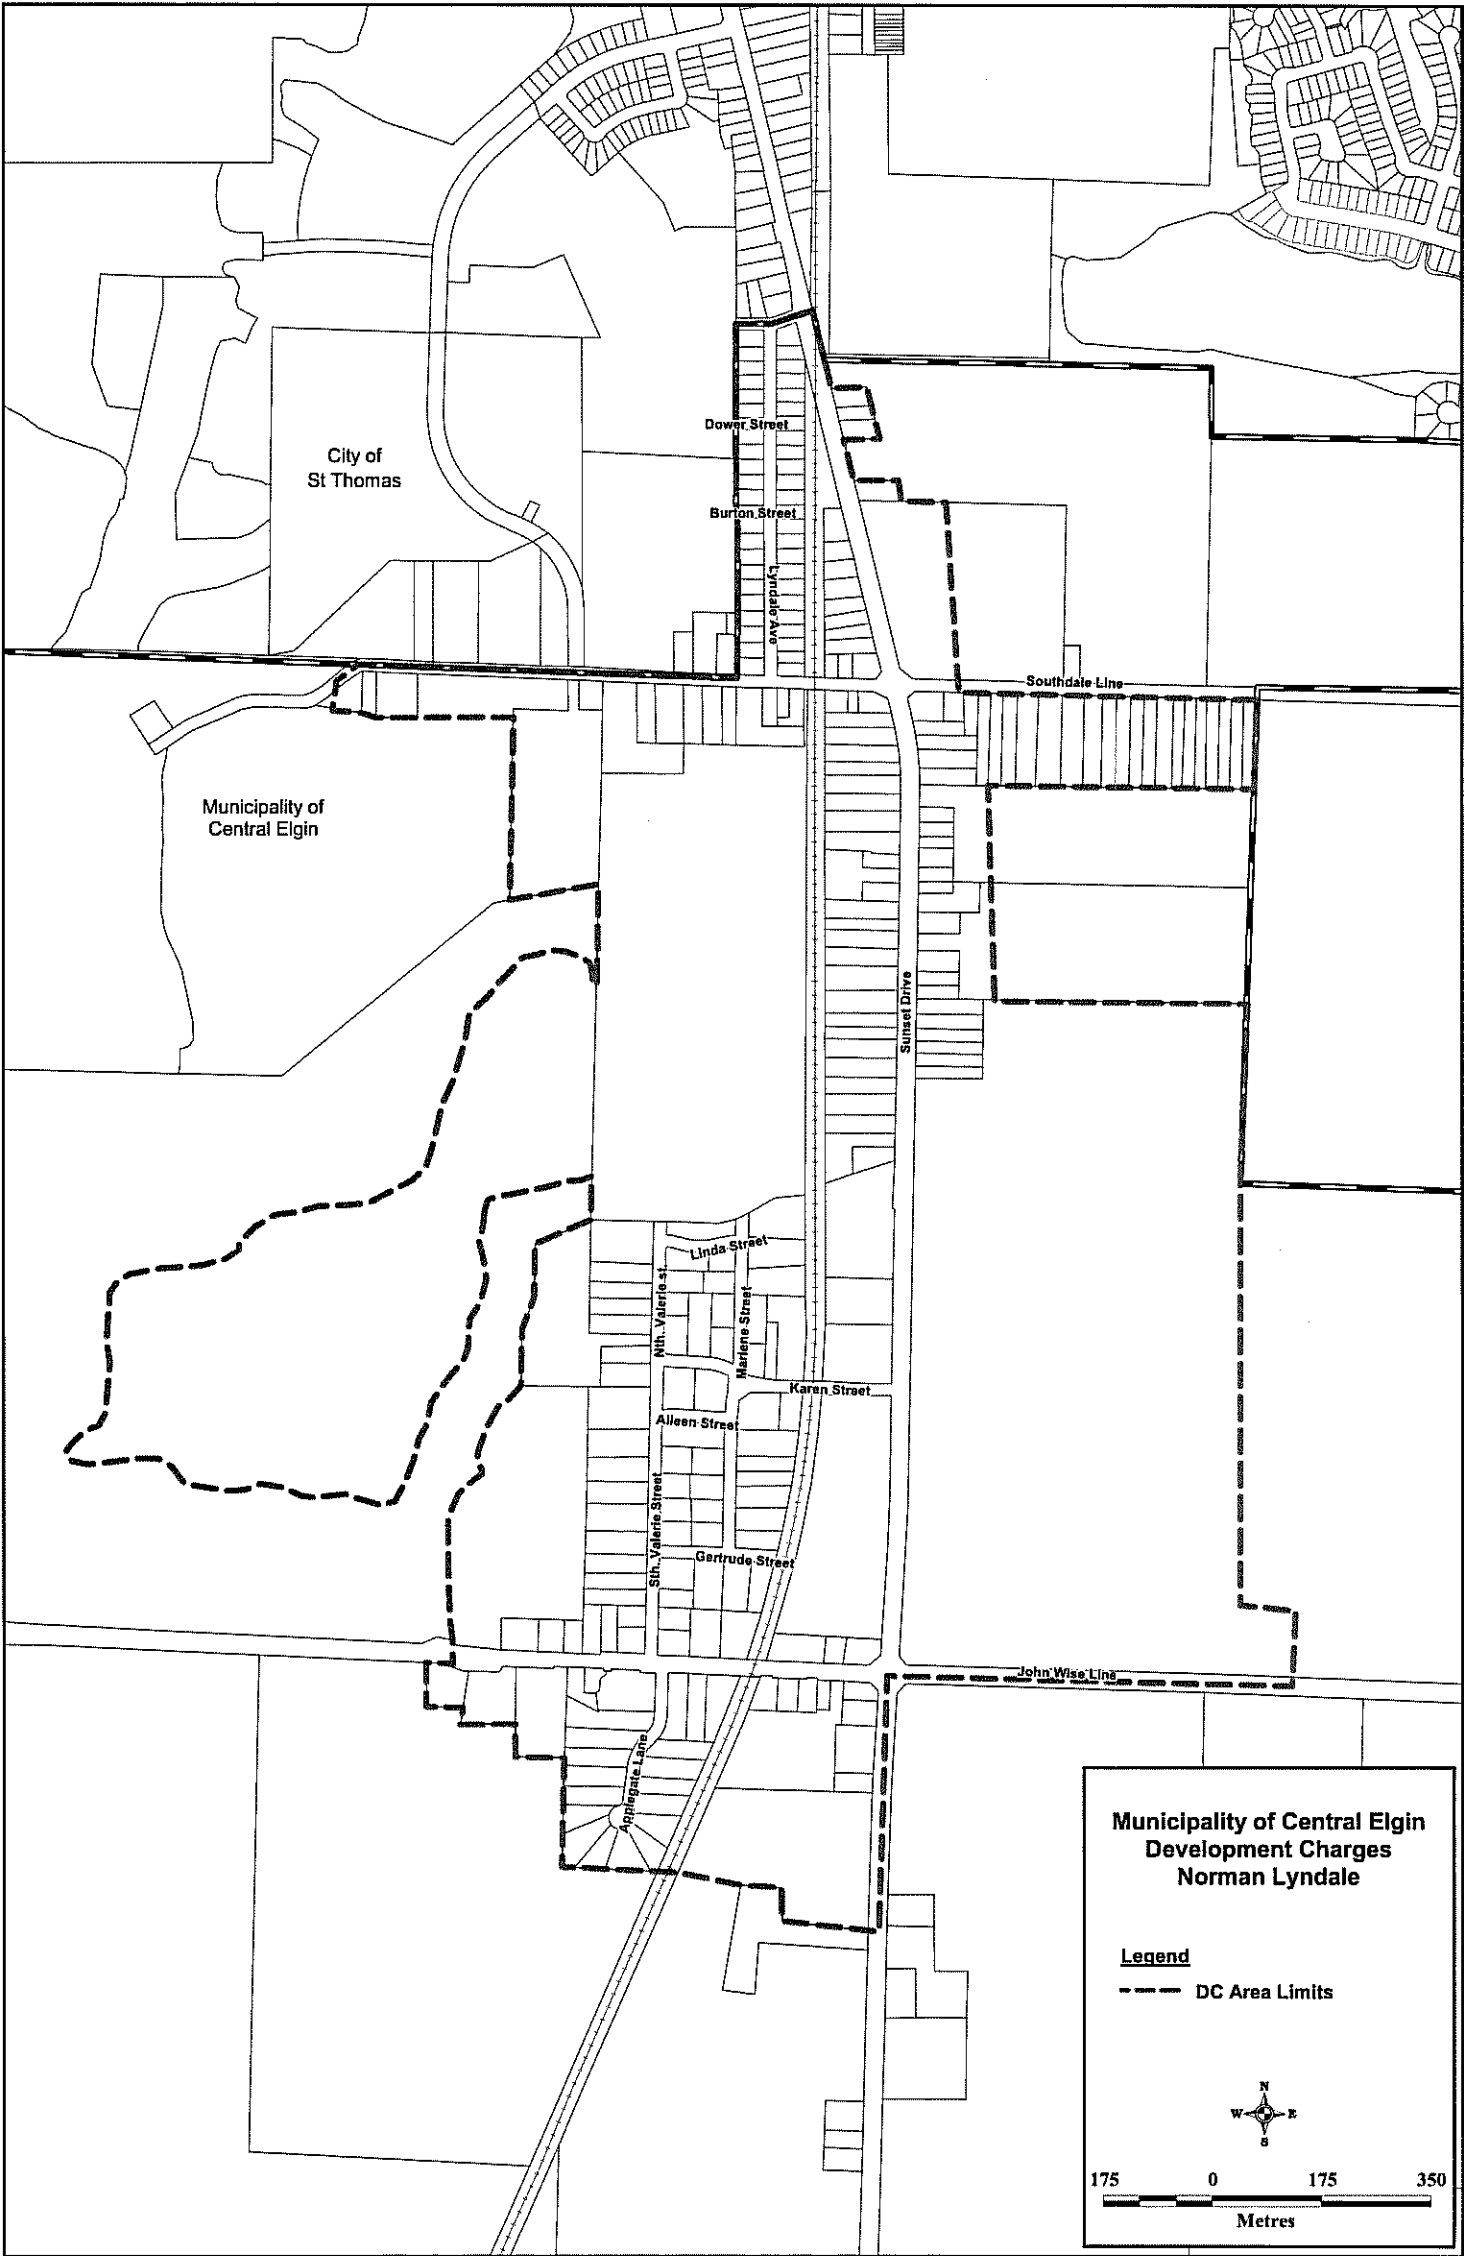 Dower Street
City of
St Thomas
Burton Street
Lyndale Ave
Southdale Line
Municipality of
Central Elgin
Sunset Drive
Linda Street
Nth. Valerie st.
Marlene Street
Karen Street
Aileen Street
Sth. Valerie Street
Gertrude Street
John Wise Line
Applegate Lane
Municipality of Central Elgin
Development Charges
Norman Lyndale
Legend
DC Area Limits
N
W E
S
175 0 175 350
Metres